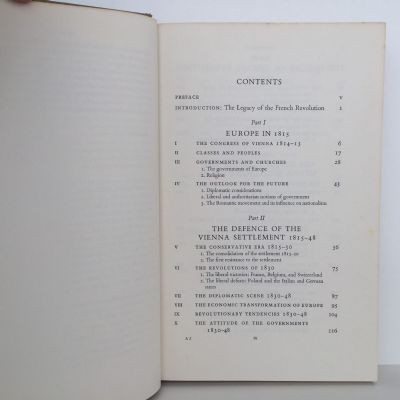 CONTENTS
PREFACE V
INTRODUCTION: The Legacy of the French Revolution 1
Part I
EUROPE IN 1815
I THE CONGRESS OF VIENNA 1814-15 6
II CLASSES AND PEOPLES 17
III GOVERNMENTS AND CHURCHES 28
1. The governments of Europe
2. Religion
IV THE OUTLOOK FOR THE FUTURE 43
1. Diplomatic considerations
2. Liberal and authoritarian notions of government
3. The Romantic movement and its influence on nationalism
Part II
THE DEFENCE OF THE
VIENNA SETTLEMENT 1815-48
V THE CONSERVATIVE ERA 1815-30 56
1. The consolidation of the settlement 1815-20
2. The first resistance to the settlement
VI THE REVOLUTIONS OF 1830 75
1. The liberal victories: France, Belgium, and Switzerland
2. The liberal defeats: Poland and the Italian and German
states
VII THE DIPLOMATIC SCENE 1830-48 87
VIII THE ECONOMIC TRANSFORMATION OF EUROPE 95
IX REVOLUTIONARY TENDENCIES 1830-48 104
X THE ATTITUDE OF THE GOVERNMENTS
1830-48 116